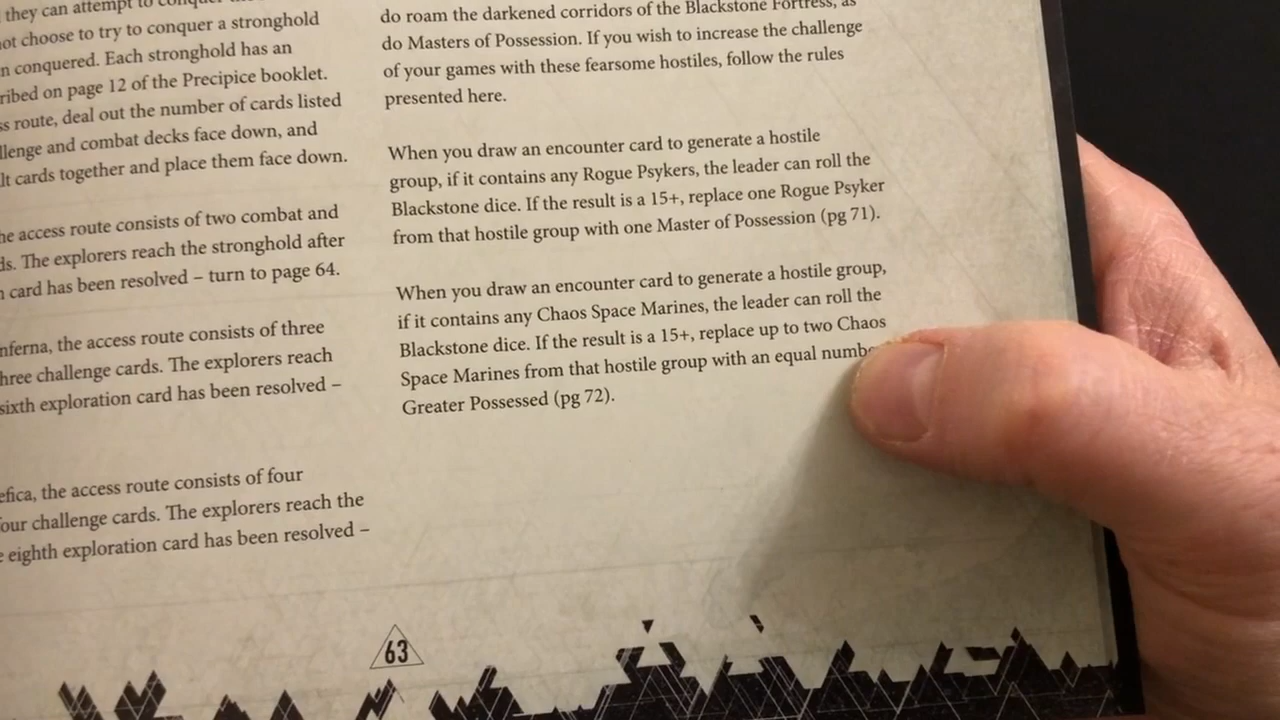 they can attempt to conquer
not choose to try to conquer a stronghold
n conquered. Each stronghold has an
ribed on page 12 of the Precipice booklet.
ss route, deal out the number of cards listed
llenge and combat decks face down, and
lt cards together and place them face down.
he access route consists of two combat and
ds. The explorers reach the stronghold after
n card has been resolved – turn to page 64.
nferna, the access route consists of three
hree challenge cards. The explorers reach
sixth exploration card has been resolved –
efica, the access route consists of four
our challenge cards. The explorers reach the
e eighth exploration card has been resolved –
do roam the darkened corridors of the Blackstone Fortress, as
do Masters of Possession. If you wish to increase the challenge
of your games with these fearsome hostiles, follow the rules
presented here.
When you draw an encounter card to generate a hostile
group, if it contains any Rogue Psykers, the leader can roll the
Blackstone dice. If the result is a 15+, replace one Rogue Psyker
from that hostile group with one Master of Possession (pg 71).
When you draw an encounter card to generate a hostile group,
if it contains any Chaos Space Marines, the leader can roll the
Blackstone dice. If the result is a 15+, replace up to two Chaos
Space Marines from that hostile group with an equal numbe
Greater Possessed (pg 72).
63